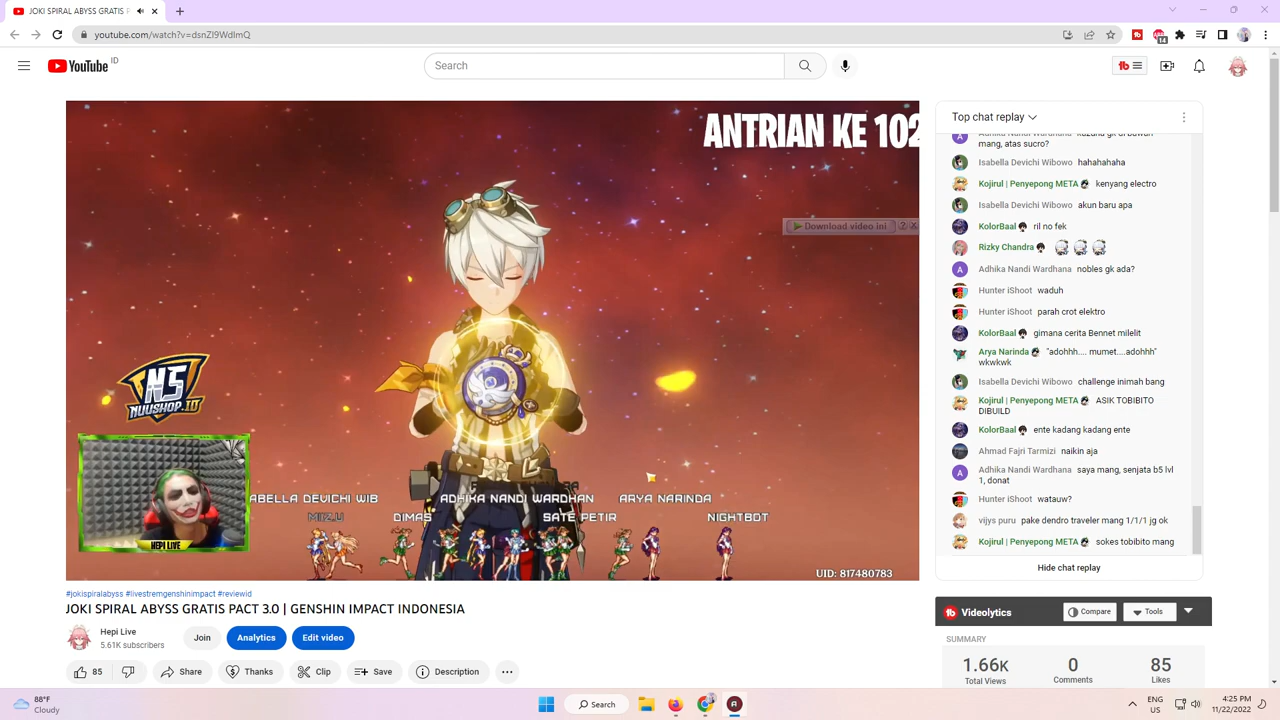 JOKI SPIRAL ABYSS GRATIS P
youtube.com/watch?v=dsnZI9WdImQ
14
YouTube ID
Search
ANTRIAN KE 102
Download video ini
NS
NUUSHOP.ID
HEPI LIVE
ABELLA DEVICHI WIB
ADHIKA NANDI WARDHAN
ARYA NARINDA
DIMAS
SATE PETIR
NIGHTBOT
UID: 817480783
Top chat replay
mang, atas sucro?
Isabella Devichi Wibowo hahahahaha
Kojirul | Penyepong META kenyang electro
Isabella Devichi Wibowo akun baru apa
KolorBaal ril no fek
Rizky Chandra
A Adhika Nandi Wardhana nobles gk ada?
Hunter iShoot waduh
Hunter iShoot parah crot elektro
KolorBaal gimana cerita Bennet milelit
Arya Narinda "adohhh.... mumet....adohhh"
wkwkwk
Isabella Devichi Wibowo challenge inimah bang
Kojirul | Penyepong META ASIK TOBIBITO
DIBUILD
KolorBaal ente kadang kadang ente
Ahmad Fajri Tarmizi naikin aja
A Adhika Nandi Wardhana saya mang, senjata b5 lvl
1, donat
Hunter iShoot watauw?
vijys puru pake dendro traveler mang 1/1/1 jg ok
Kojirul | Penyepong META sokes tobibito mang
Hide chat replay
#jokispiralabyss #livestremgenshinimpact #reviewid
JOKI SPIRAL ABYSS GRATIS PACT 3.0 | GENSHIN IMPACT INDONESIA
Hepi Live
5.61K subscribers
Join
Analytics
Edit video
85
Share
Thanks
Clip
Save
Description
Videolytics
Compare
Tools
SUMMARY
1.66K
Total Views
0
Comments
85
Likes
88°F
Cloudy
Search
ENG
US
4:25 PM
11/22/2022